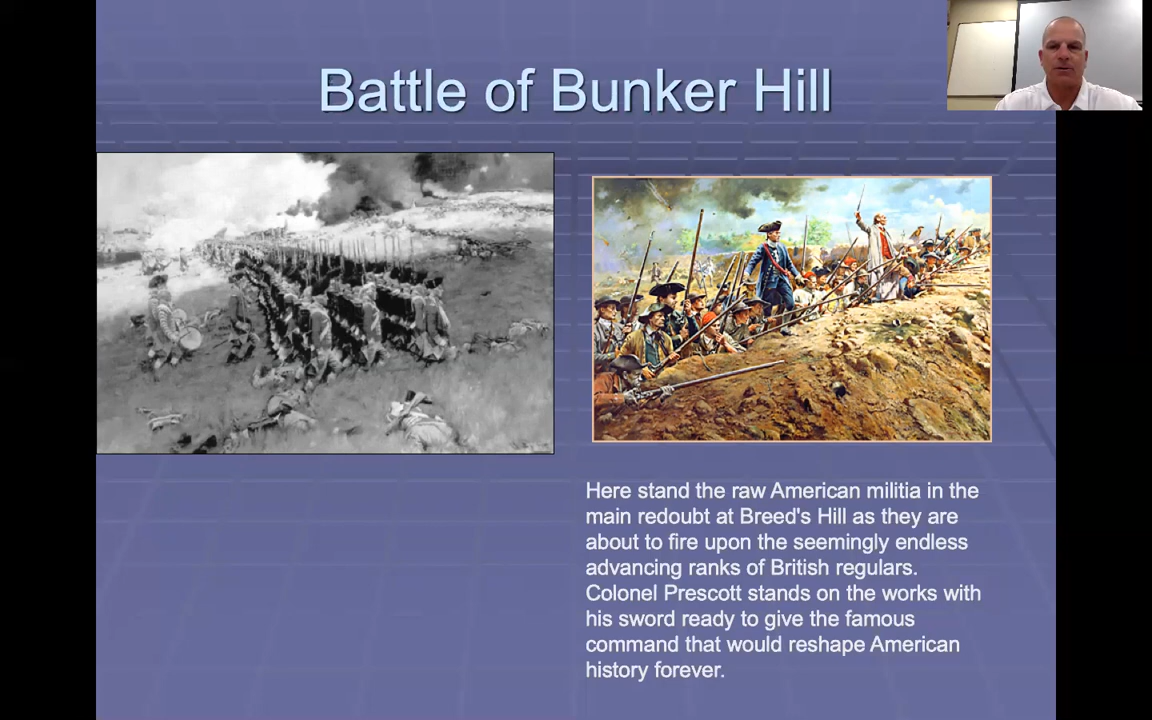 Battle of Bunker Hill
Here stand the raw American militia in the
main redoubt at Breed's Hill as they are
about to fire upon the seemingly endless
advancing ranks of British regulars.
Colonel Prescott stands on the works with
his sword ready to give the famous
command that would reshape American
history forever.